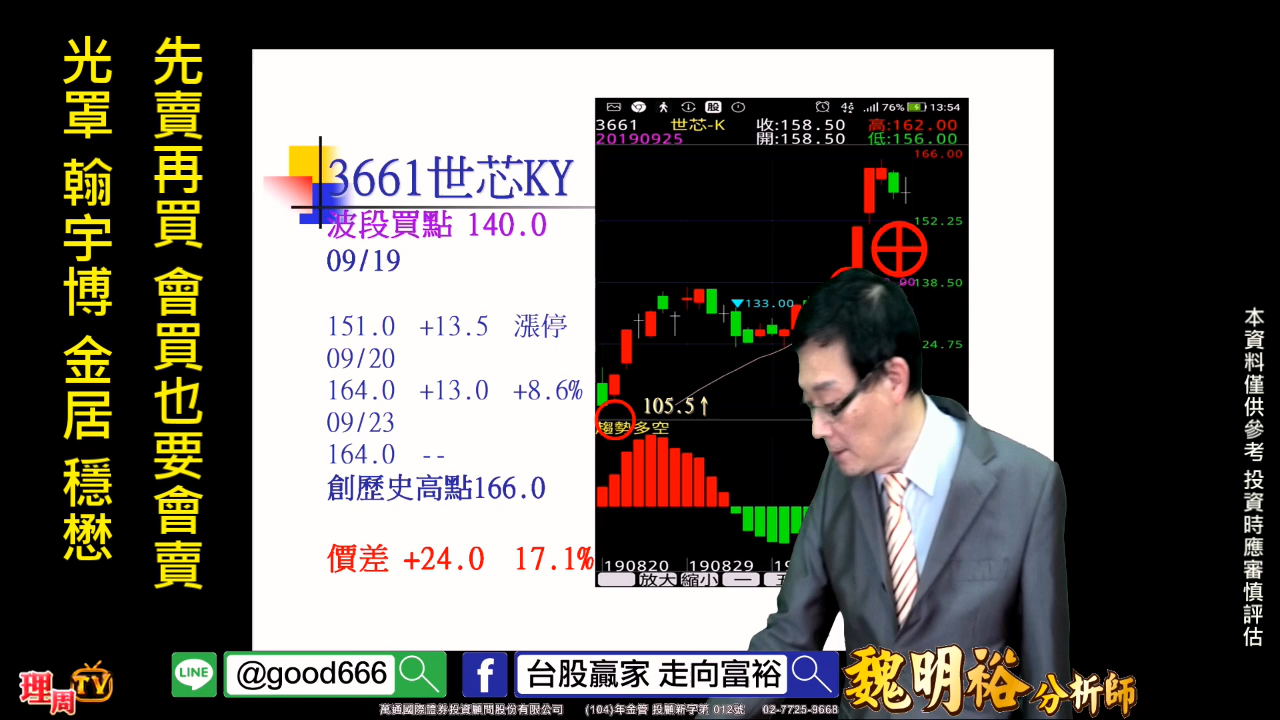 先賣再買 會買也要會賣
光罩 翰宇博 金居 穩懋
3661世芯KY
波段買點 140.0
09/19
151.0 +13.5 漲停
09/20
164.0 +13.0 +8.6%
09/23
164.0 --
創歷史高點166.0
價差 +24.0 17.1%
股 4G 76% 13:54
3661 世芯-K 收:158.50 高:162.00
20190925 開:158.50 低:156.00
166.00
152.25
138.50
133.00
24.75
105.5↑
趨勢多空
190820 190829 19
放大 縮小 一 五
本資料僅供參考 投資時應審慎評估
理周TV
LINE @good666
f 台股贏家 走向富裕
魏明裕 分析師
萬通國際證券投資顧問股份有限公司 (104)年金管 投顧新字第 012號 02-7725-9668